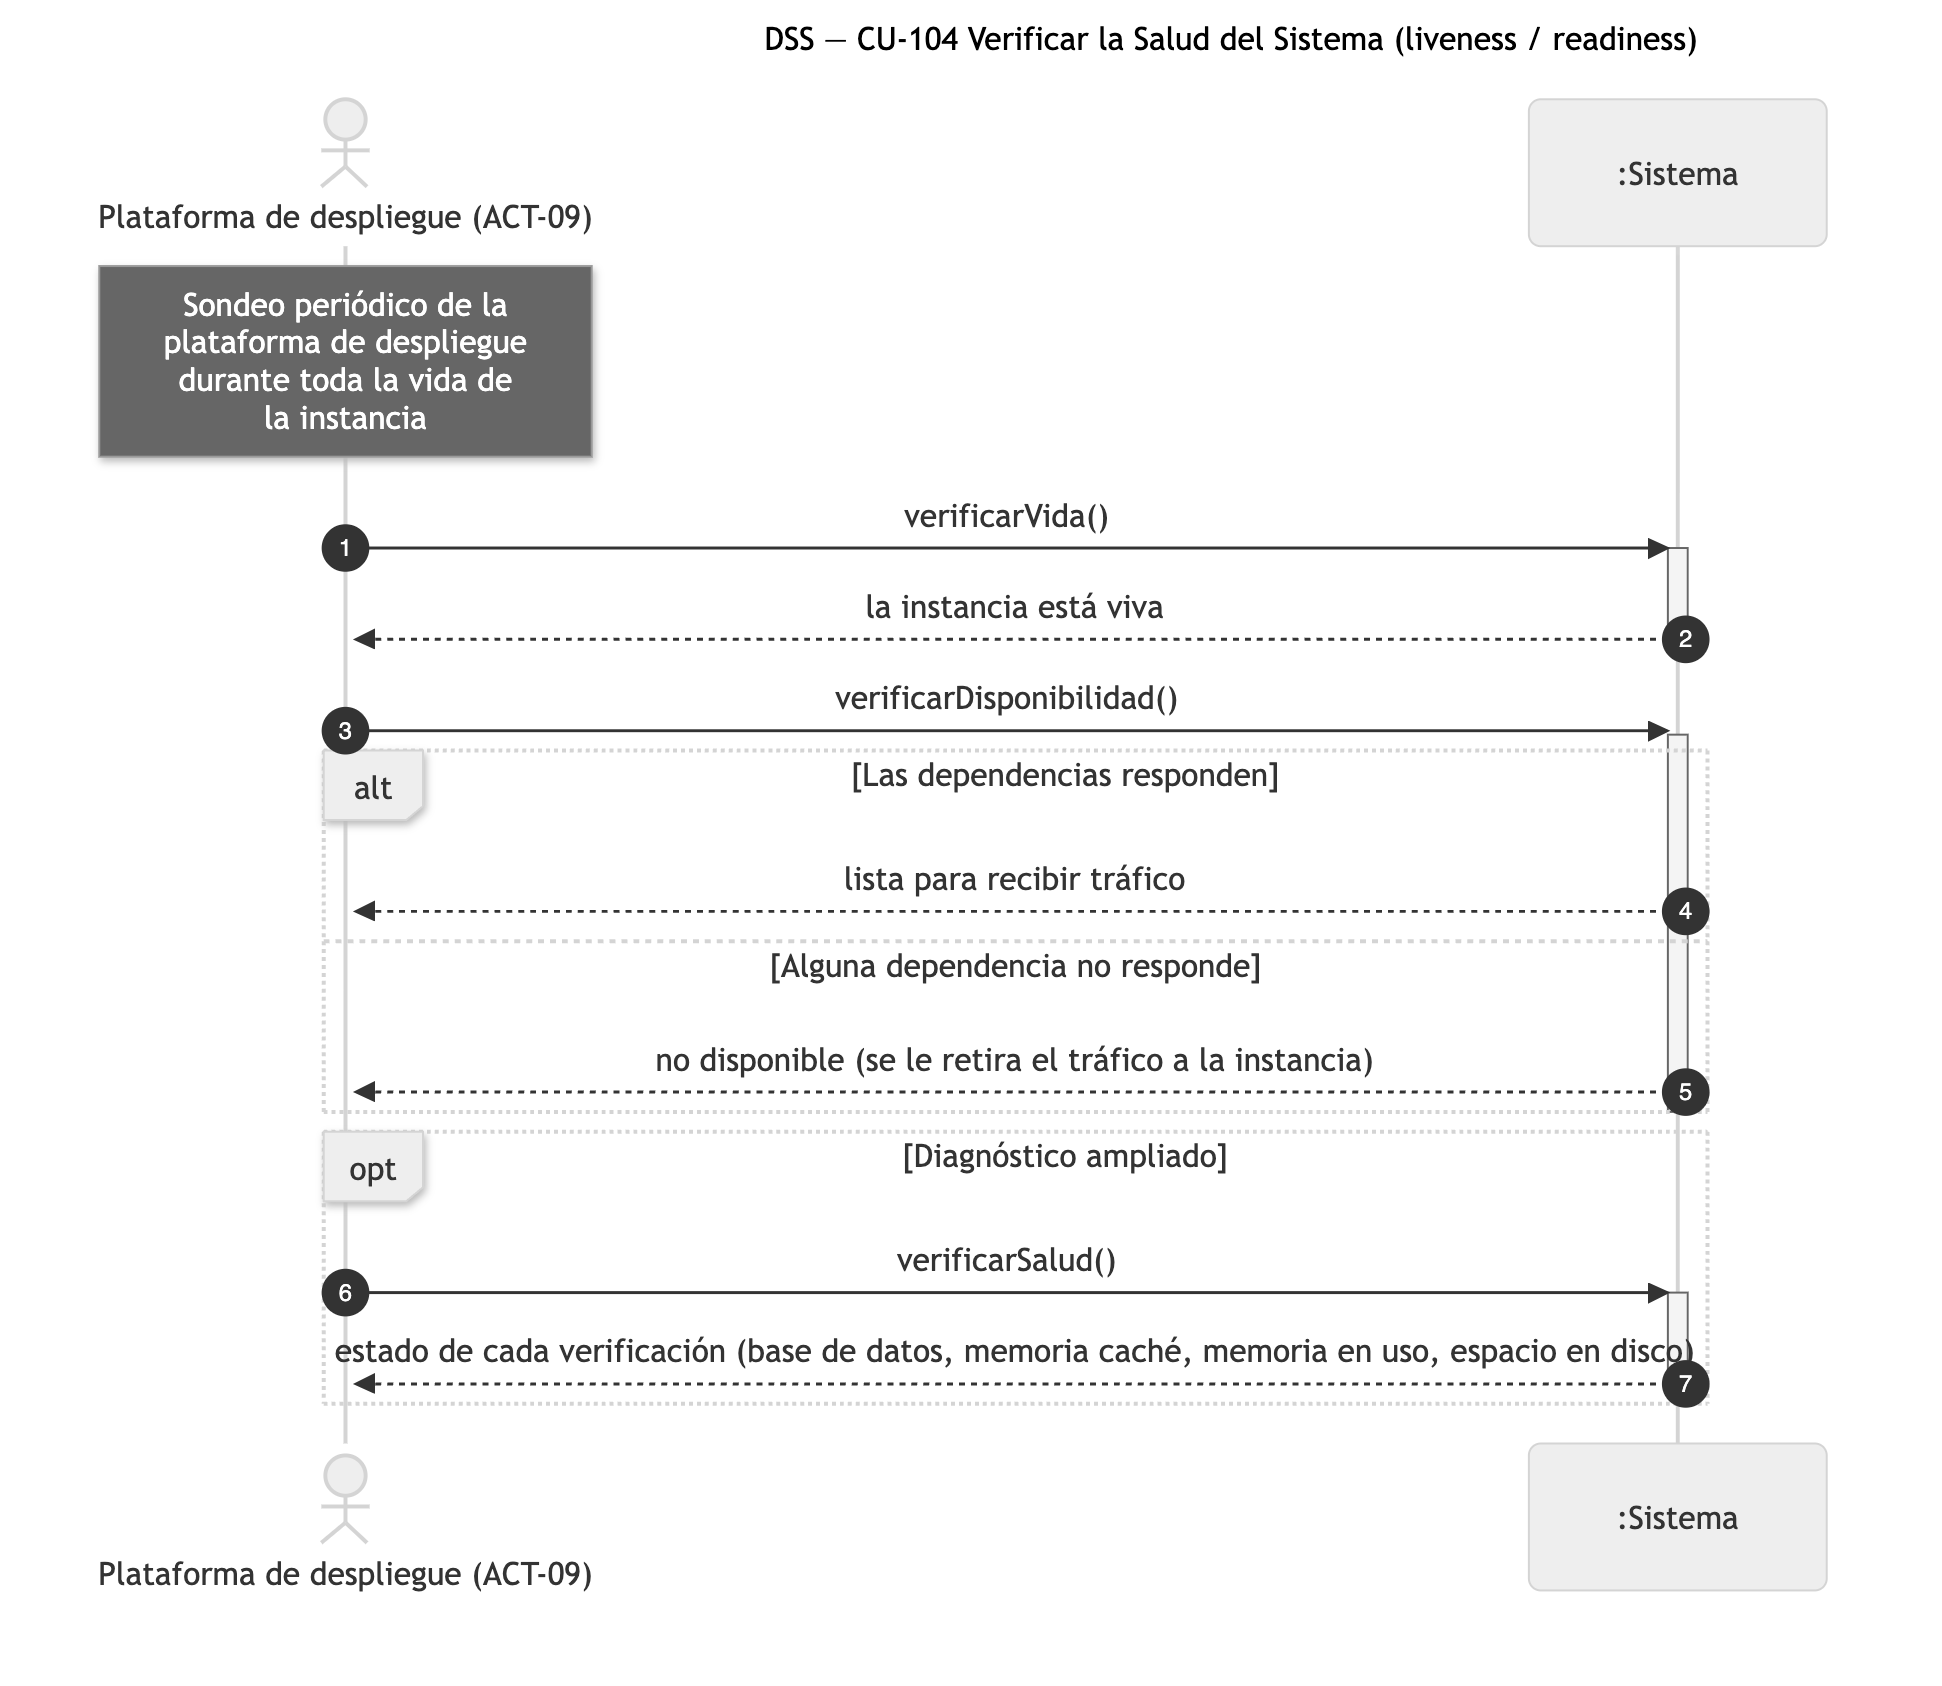 DSS — CU-104 Verificar la Salud del Sistema (liveness / readiness)
Plataforma de despliegue (ACT-09)
:Sistema
Sondeo periódico de la
plataforma de despliegue
durante toda la vida de
la instancia
verificarVida()
1
la instancia está viva
2
verificarDisponibilidad()
3
alt
[Las dependencias responden]
lista para recibir tráfico
4
[Alguna dependencia no responde]
no disponible (se le retira el tráfico a la instancia)
5
opt
[Diagnóstico ampliado]
verificarSalud()
6
estado de cada verificación (base de datos, memoria caché, memoria en uso, espacio en disco)
7
Plataforma de despliegue (ACT-09)
:Sistema